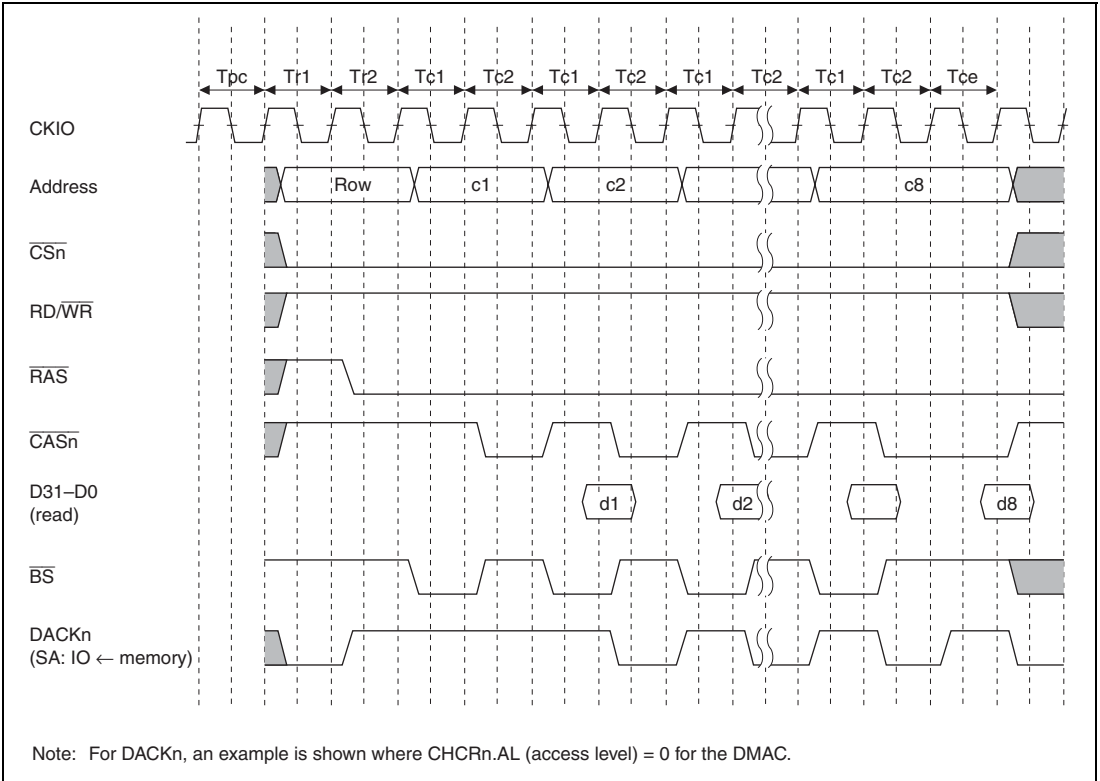 Tpc Tr1 Tr2 Tc1 Tc2 Tc1 Tc2 Tc1 Tc2 Tc1 Tc2 Tce
CKIO
Address Row c1 c2 c8
CSn
RD/WR
RAS
CASn
D31–D0
(read) d1 d2 d8
BS
DACKn
(SA: IO ← memory)
Note: For DACKn, an example is shown where CHCRn.AL (access level) = 0 for the DMAC.